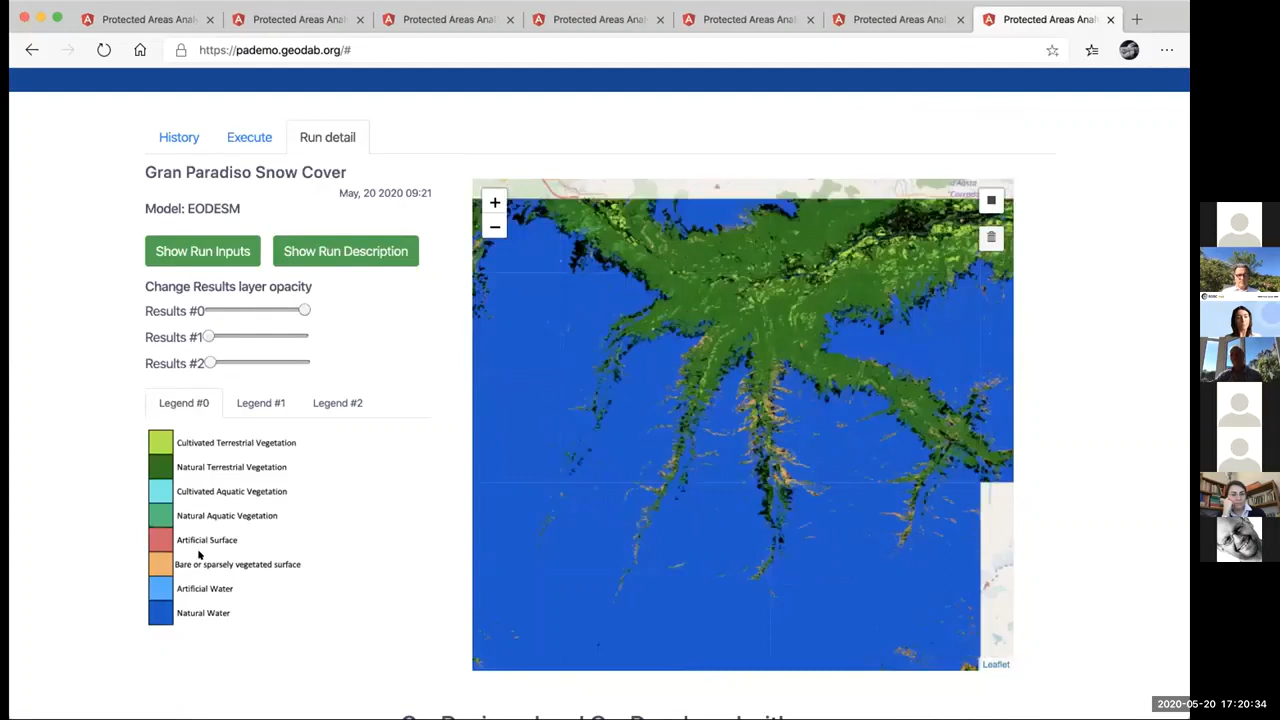 Protected Areas Anal
Protected Areas Anal
Protected Areas Anal
Protected Areas Anal
Protected Areas Anal
Protected Areas Anal
Protected Areas Anal
https://pademo.geodab.org/#
History Execute Run detail
Gran Paradiso Snow Cover
May, 20 2020 09:21
Model: EODESM
Show Run Inputs Show Run Description
Change Results layer opacity
Results #0
Results #1
Results #2
Legend #0 Legend #1 Legend #2
Cultivated Terrestrial Vegetation
Natural Terrestrial Vegetation
Cultivated Aquatic Vegetation
Natural Aquatic Vegetation
Artificial Surface
Bare or sparsely vegetated surface
Artificial Water
Natural Water
+
−
d'Aosta
Leaflet
2020-05-20 17:20:34